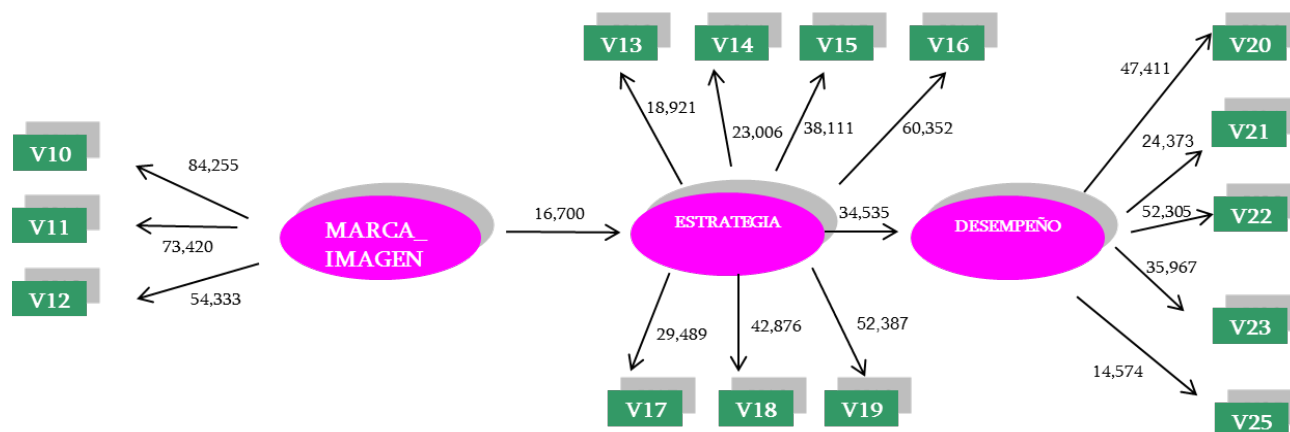 V13
V14
V15
V16
V20
47,411
18,921
23,006
38,111
60,352
V21
24,373
V10
84,255
V11
73,420
V12
54,333
MARCA_
IMAGEN
16,700
ESTRATEGIA
34,535
DESEMPEÑO
52,305
V22
35,967
V23
29,489
42,876
52,387
14,574
V17
V18
V19
V25